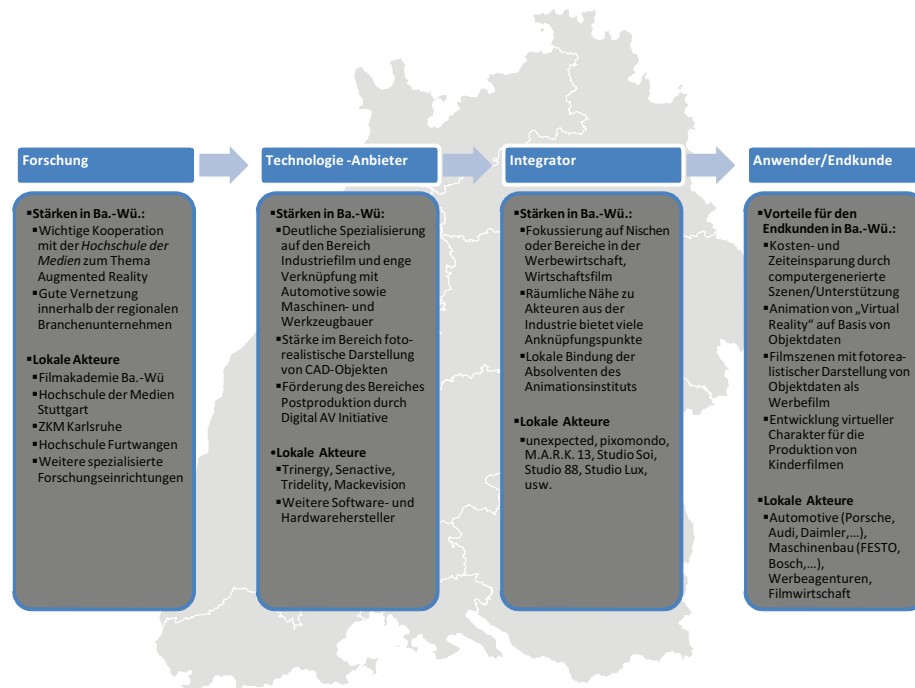 Forschung
▪Stärken in Ba.-Wü.:
▪Wichtige Kooperation
mit der Hochschule der
Medien zum Thema
Augmented Reality
▪Gute Vernetzung
innerhalb der regionalen
Branchenunternehmen
▪Lokale Akteure
▪Filmakademie Ba.-Wü
▪Hochschule der Medien
Stuttgart
▪ZKM Karlsruhe
▪Hochschule Furtwangen
▪Weitere spezialisierte
Forschungseinrichtungen
Technologie -Anbieter
▪Stärken in Ba.-Wü:
▪Deutliche Spezialisierung
auf den Bereich
Industriefilm und enge
Verknüpfung mit
Automotive sowie
Maschinen- und
Werkzeugbauer
▪Stärke im Bereich foto-
realistische Darstellung
von CAD-Objekten
▪Förderung des Bereiches
Postproduktion durch
Digital AV Initiative
•Lokale Akteure
▪Trinergy, Senactive,
Tridelity, Mackevision
▪Weitere Software- und
Hardwarehersteller
Integrator
▪Stärken in Ba.-Wü.:
▪Fokussierung auf Nischen
oder Bereiche in der
Werbewirtschaft,
Wirtschaftsfilm
▪Räumliche Nähe zu
Akteuren aus der
Industrie bietet viele
Anknüpfungspunkte
▪Lokale Bindung der
Absolventen des
Animationsinstituts
▪Lokale Akteure
▪unexpected, pixomondo,
M.A.R.K. 13, Studio Soi,
Studio 88, Studio Lux,
usw.
Anwender/Endkunde
▪Vorteile für den
Endkunden in Ba.-Wü.:
▪Kosten- und
Zeiteinsparung durch
computergenerierte
Szenen/Unterstützung
▪Animation von „Virtual
Reality“ auf Basis von
Objektdaten
▪Filmszenen mit fotorea-
listischer Darstellung von
Objektdaten als
Werbefilm
▪Entwicklung virtueller
Charakter für die
Produktion von
Kinderfilmen
▪Lokale Akteure
▪Automotive (Porsche,
Audi, Daimler,…),
Maschinenbau (FESTO,
Bosch,…),
Werbeagenturen,
Filmwirtschaft